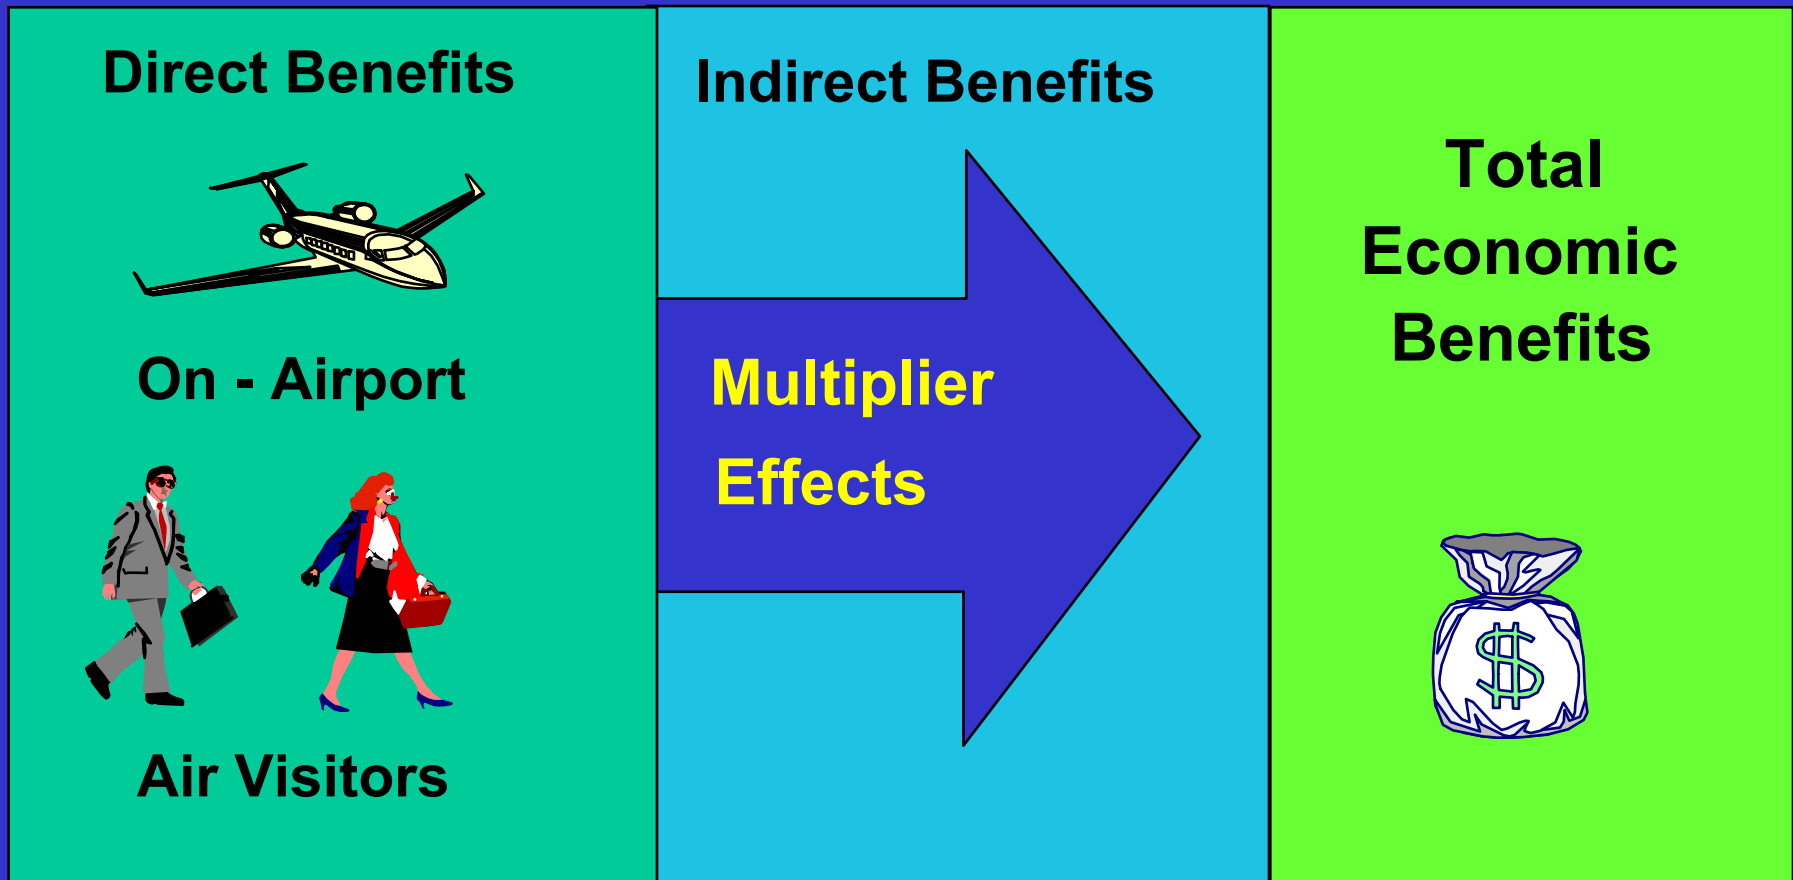 Direct Benefits
On - Airport
Air Visitors
Indirect Benefits
Multiplier
Effects
Total
Economic
Benefits
$